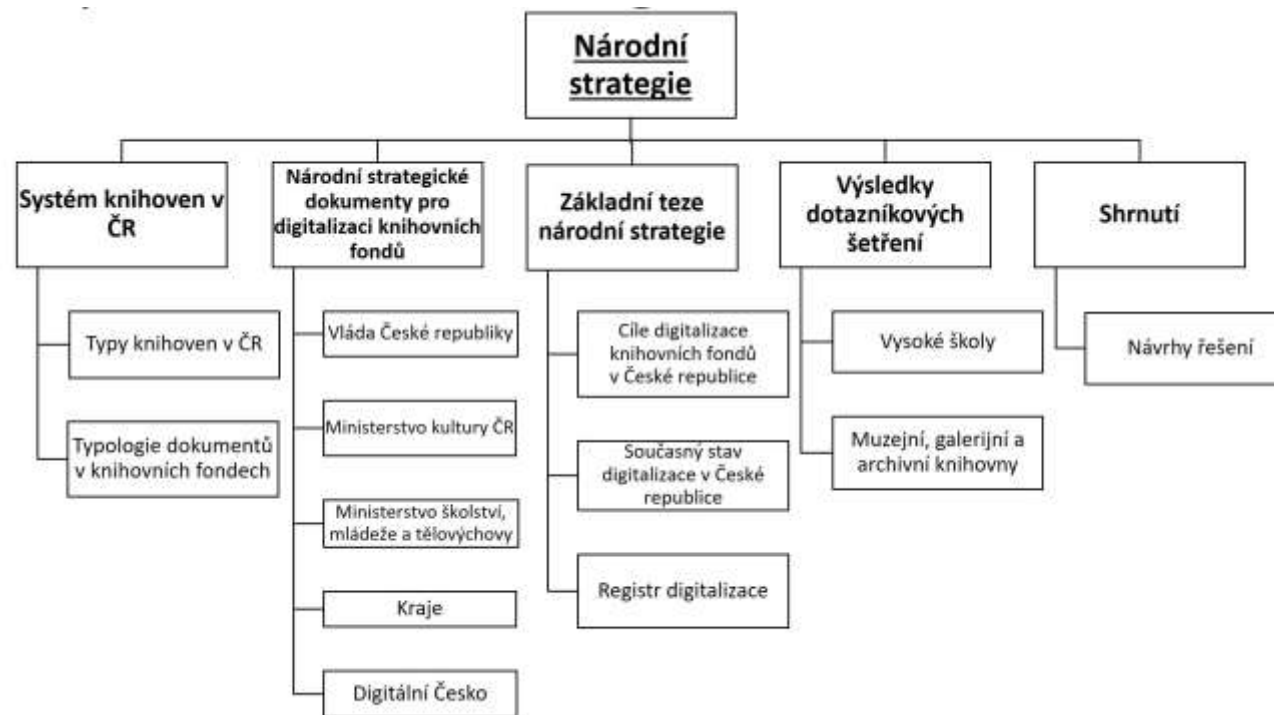 Národní
strategie
Systém knihoven v
ČR
Národní strategické
dokumenty pro
digitalizaci knihovních
fondů
Základní teze
národní strategie
Výsledky
dotazníkových
šetření
Shrnutí
Typy knihoven v ČR
Typologie dokumentů
v knihovních fondech
Vláda České republiky
Ministerstvo kultury ČR
Ministerstvo školství,
mládeže a tělovýchovy
Kraje
Digitální Česko
Cíle digitalizace
knihovních fondů
v České republice
Současný stav
digitalizace v České
republice
Registr digitalizace
Vysoké školy
Muzejní, galerijní a
archivní knihovny
Návrhy řešení